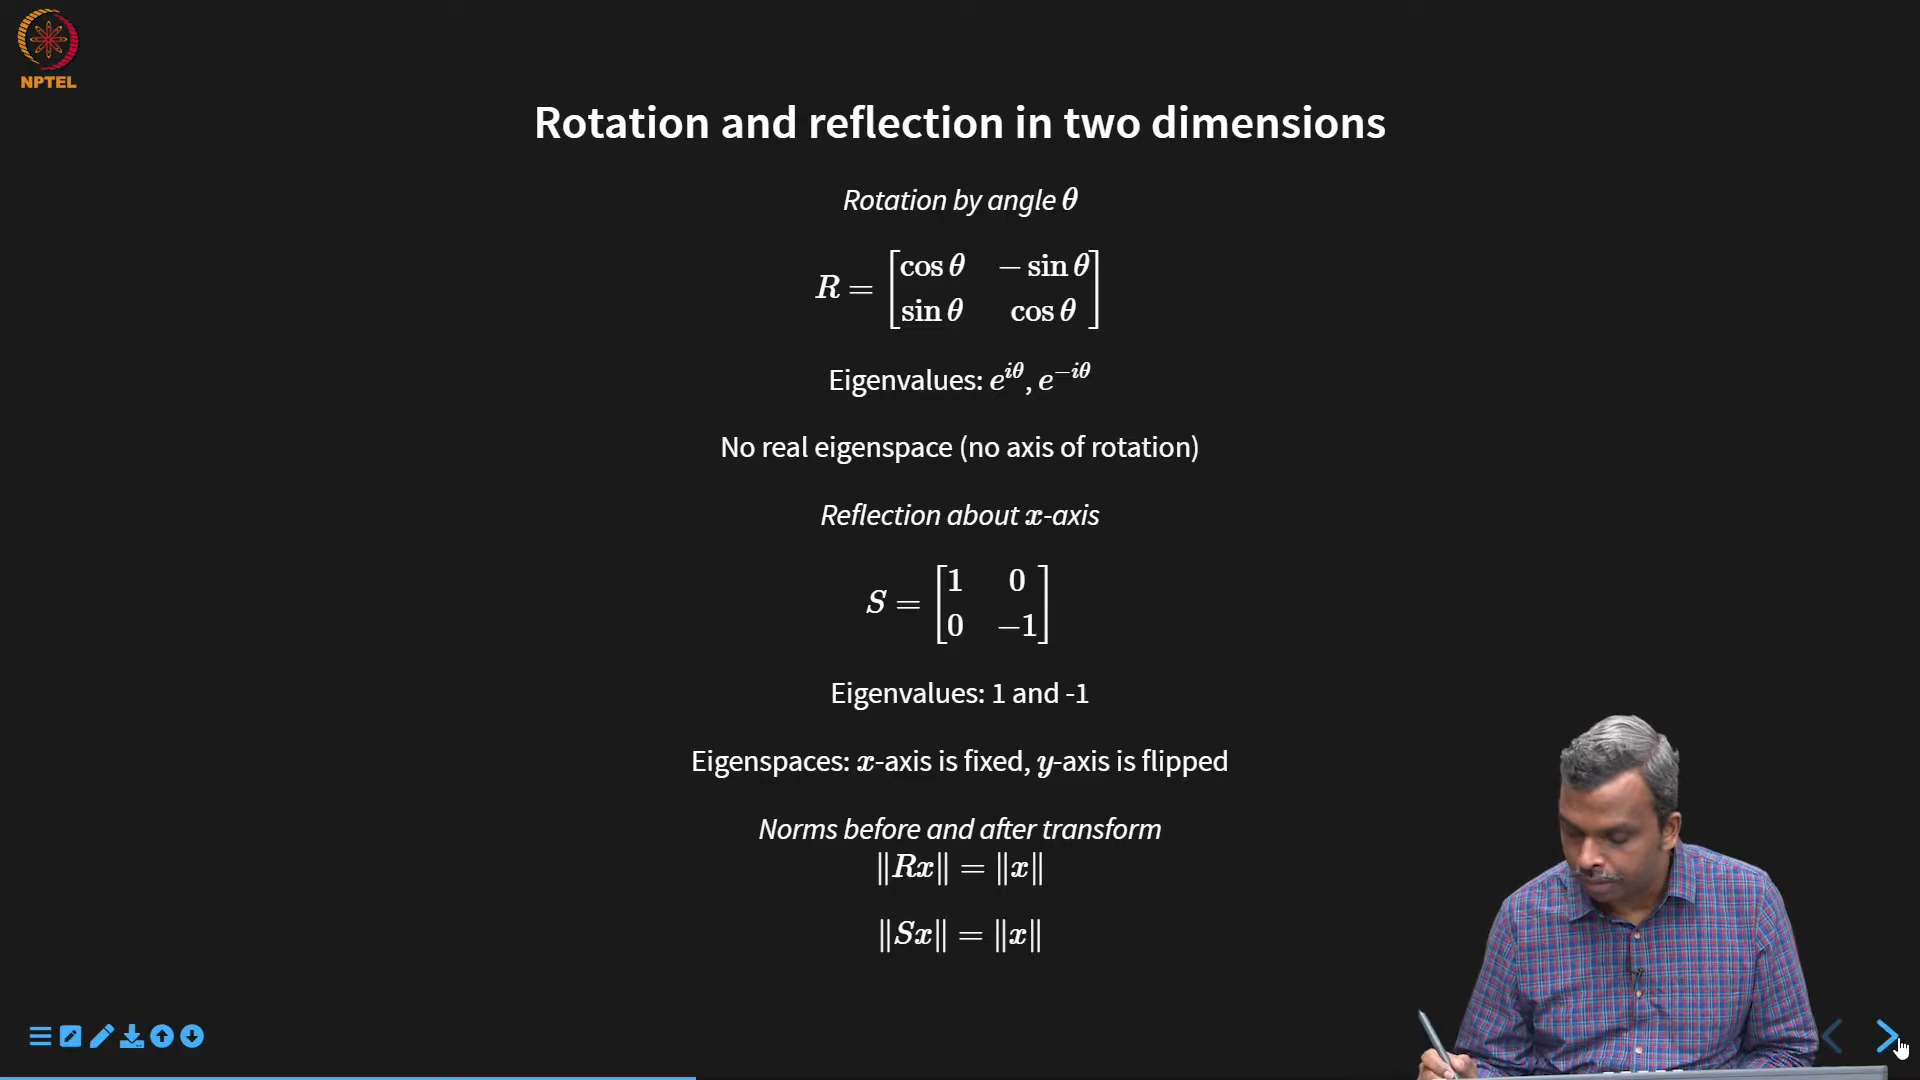 NPTEL
Rotation and reflection in two dimensions
Rotation by angle θ
R = [cos θ  − sin θ
sin θ  cos θ]
Eigenvalues: e^{iθ}, e^{−iθ}
No real eigenspace (no axis of rotation)
Reflection about x-axis
S = [1  0
0  −1]
Eigenvalues: 1 and -1
Eigenspaces: x-axis is fixed, y-axis is flipped
Norms before and after transform
‖Rx‖ = ‖x‖
‖Sx‖ = ‖x‖